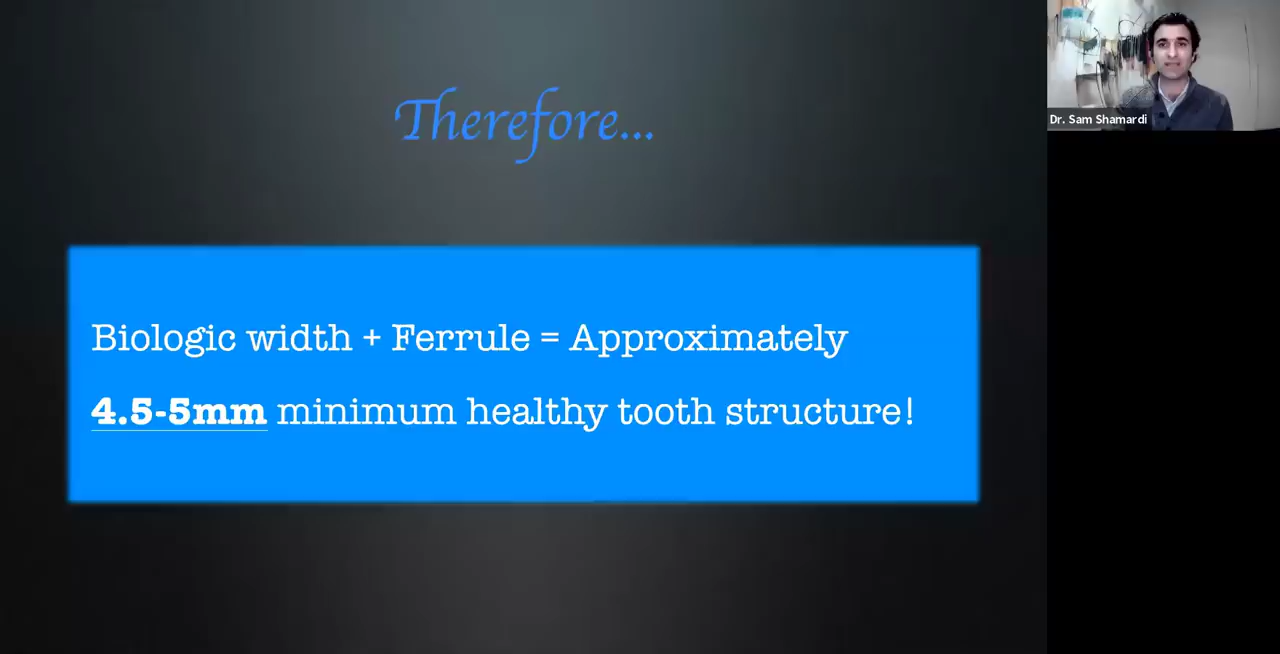 Therefore...
Biologic width + Ferrule = Approximately
4.5-5mm minimum healthy tooth structure!
Dr. Sam Shamardi